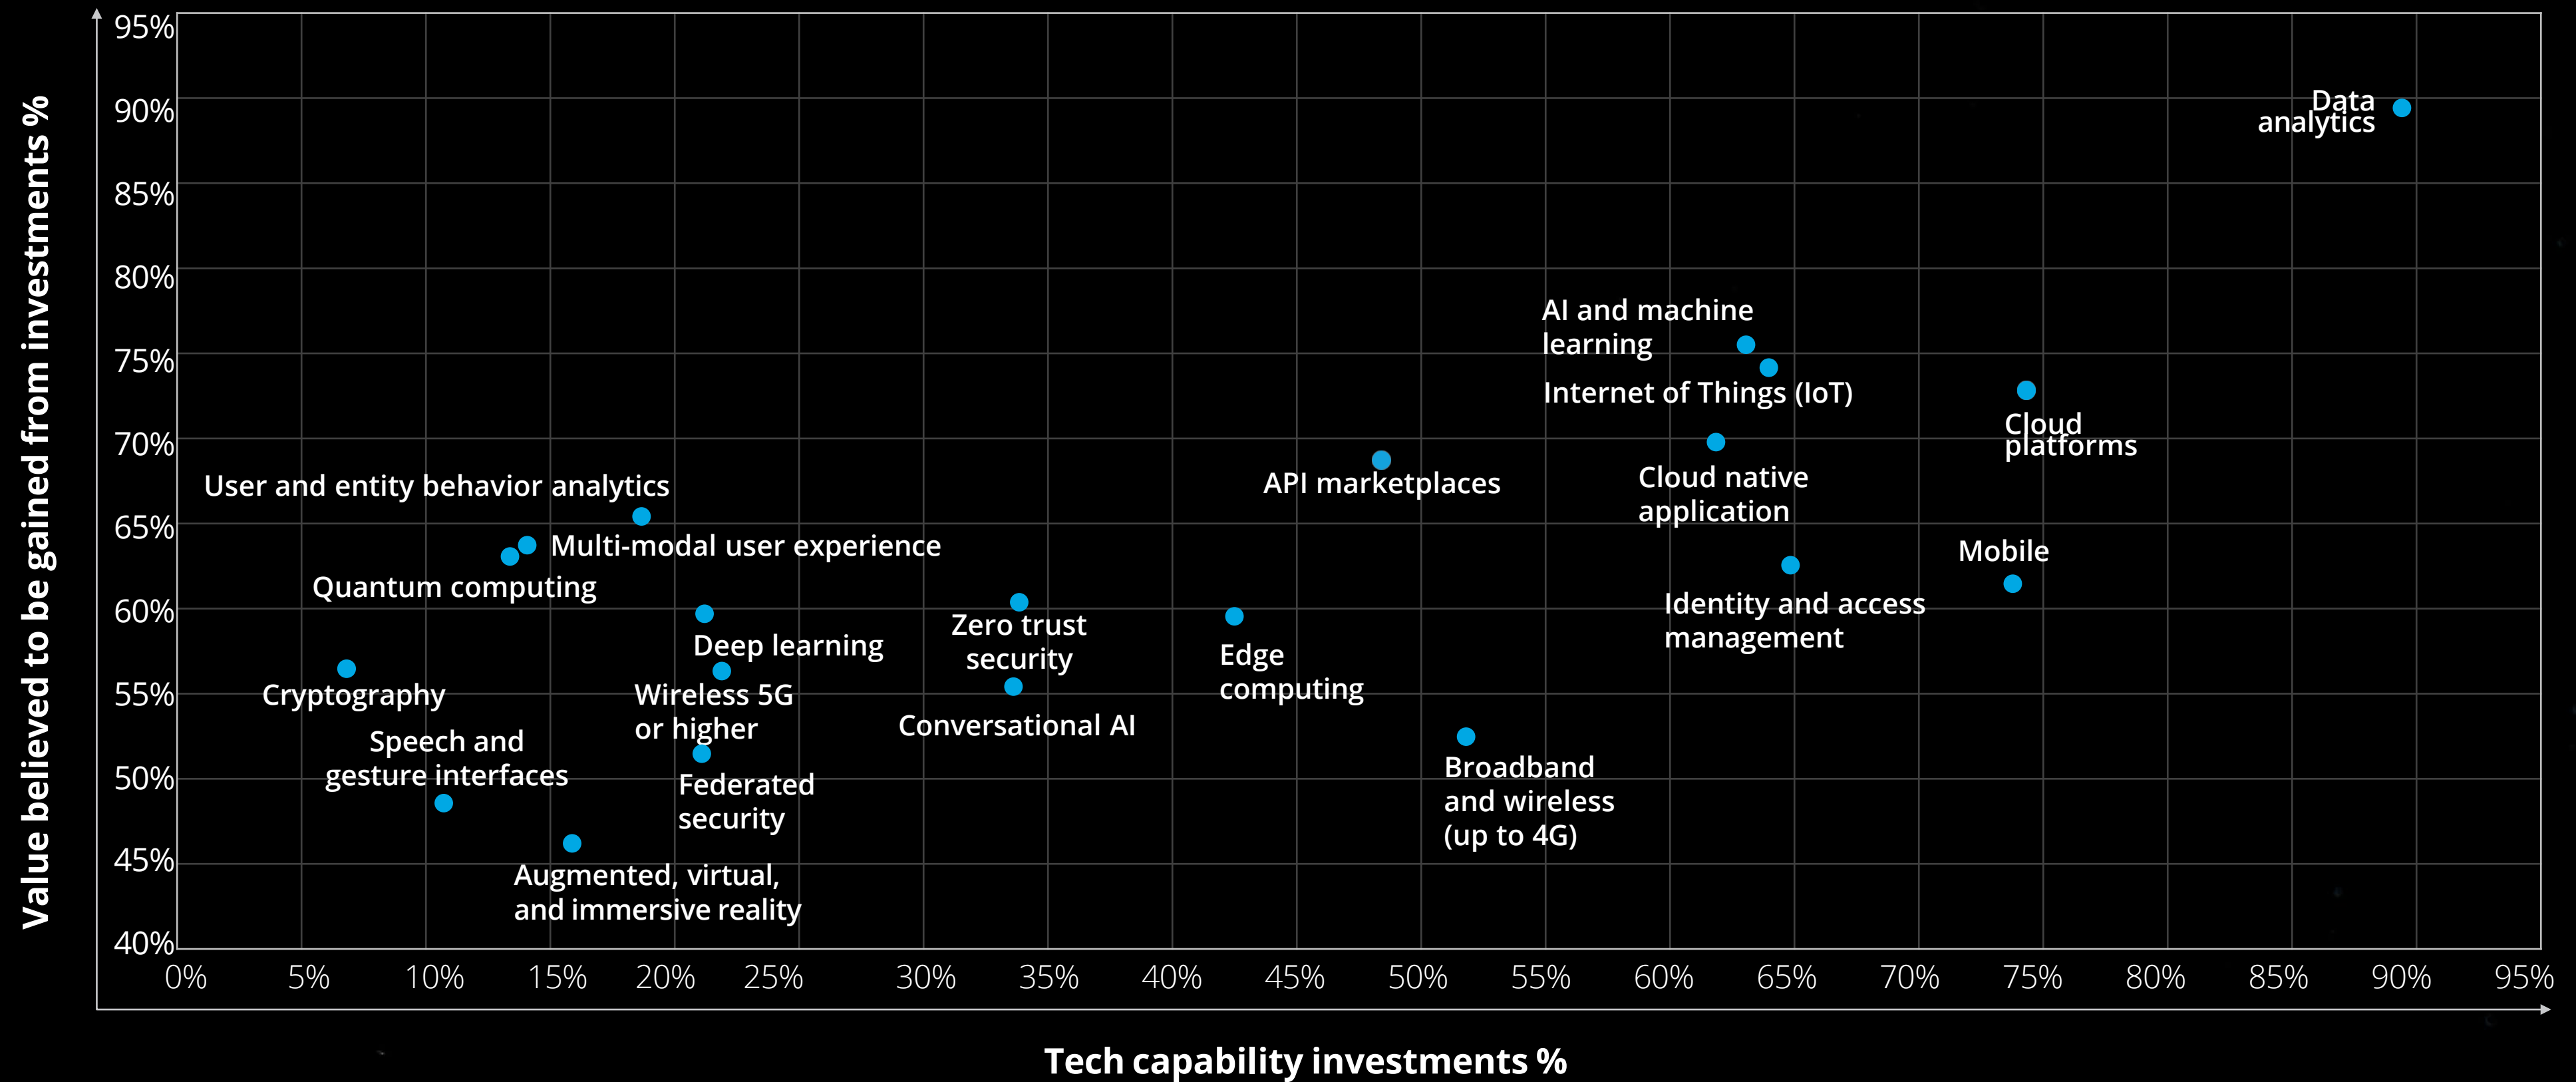 Value believed to be gained from investments %
95%
90%
85%
80%
75%
70%
65%
60%
55%
50%
45%
40%
Data
analytics
AI and machine
learning
Internet of Things (IoT)
Cloud
platforms
User and entity behavior analytics
API marketplaces
Cloud native
application
Multi-modal user experience
Mobile
Quantum computing
Identity and access
management
Zero trust
security
Deep learning
Edge
computing
Cryptography
Wireless 5G
or higher
Conversational AI
Speech and
gesture interfaces
Broadband
and wireless
(up to 4G)
Federated
security
Augmented, virtual,
and immersive reality
0% 5% 10% 15% 20% 25% 30% 35% 40% 45% 50% 55% 60% 65% 70% 75% 80% 85% 90% 95%
Tech capability investments %